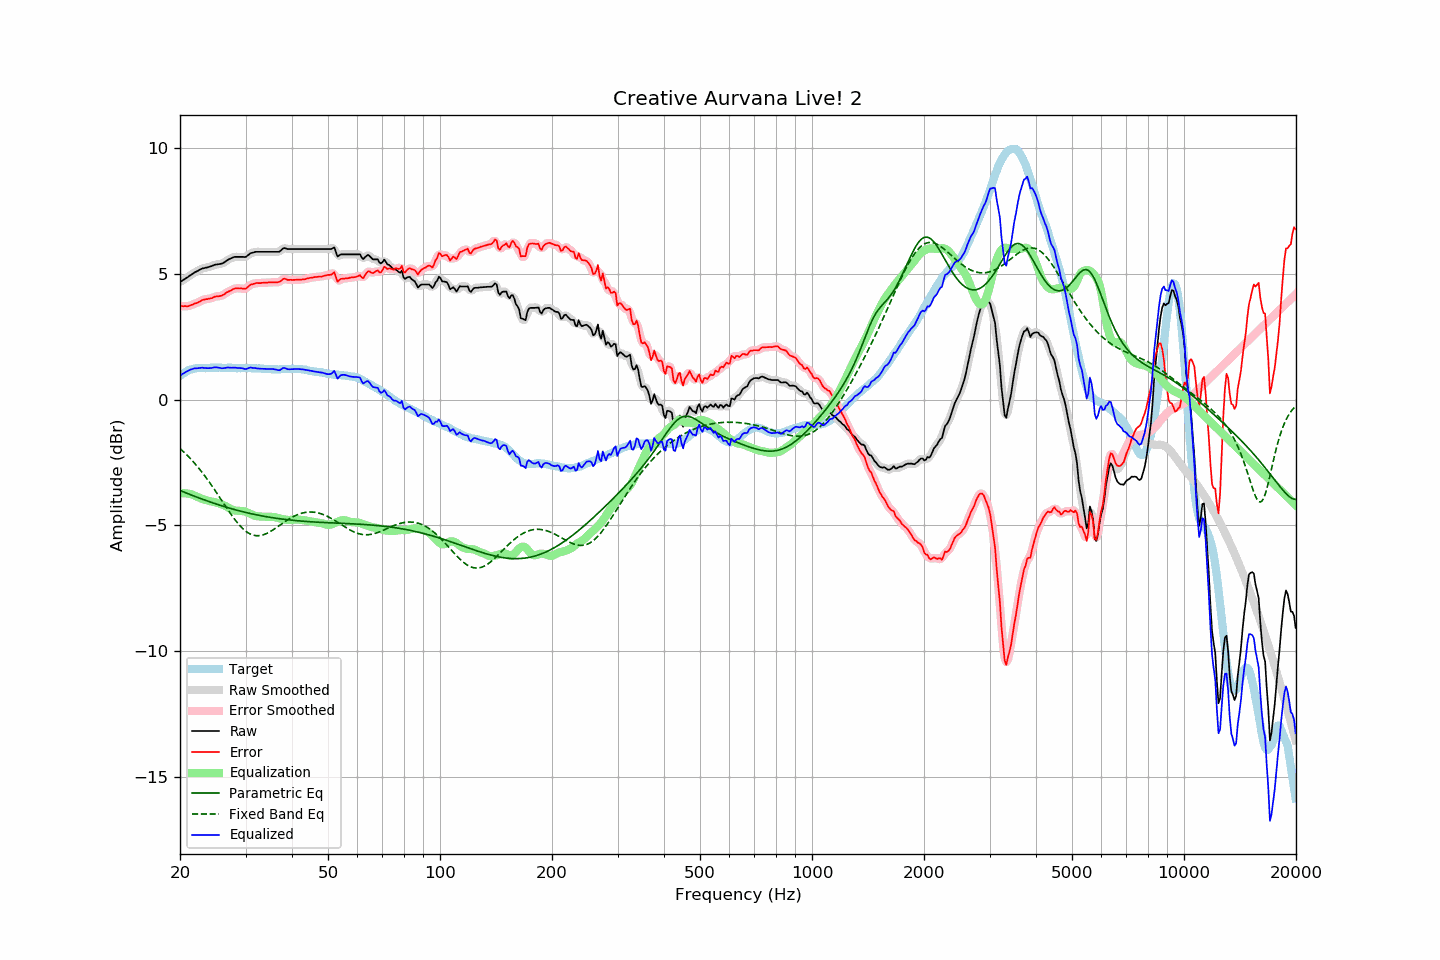 Creative Aurvana Live! 2
Amplitude (dBr)
10
5
0
−5
−10
−15
Target
Raw Smoothed
Error Smoothed
Raw
Error
Equalization
Parametric Eq
Fixed Band Eq
Equalized
20 50 100 200 500 1000 2000 5000 10000 20000
Frequency (Hz)